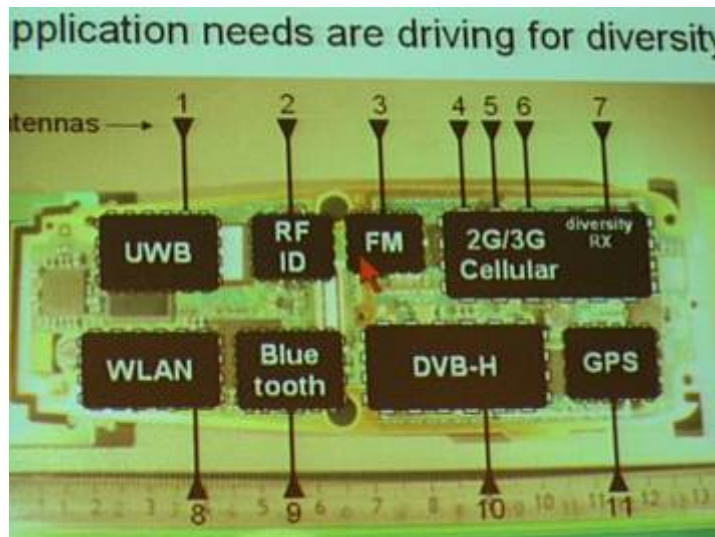 pplication needs are driving for diversity
tennas
1 2 3 4 5 6 7
UWB
RF
ID
FM
2G/3G
Cellular
diversity
RX
WLAN
Blue
tooth
DVB-H
GPS
8 9 10 11